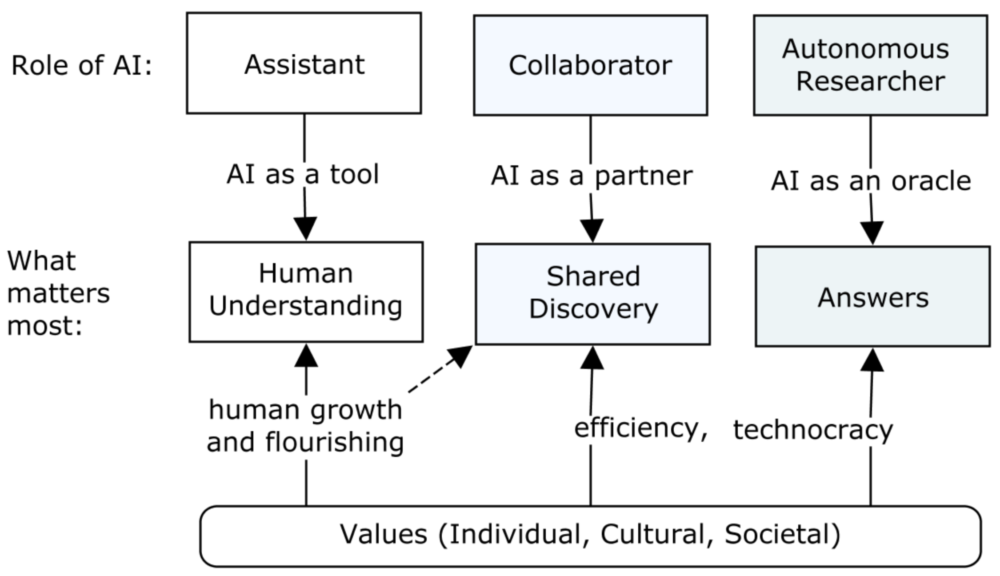 Role of AI:
Assistant
Collaborator
Autonomous
Researcher
AI as a tool
AI as a partner
AI as an oracle
What
matters
most:
Human
Understanding
Shared
Discovery
Answers
human growth
and flourishing
efficiency,
technocracy
Values (Individual, Cultural, Societal)